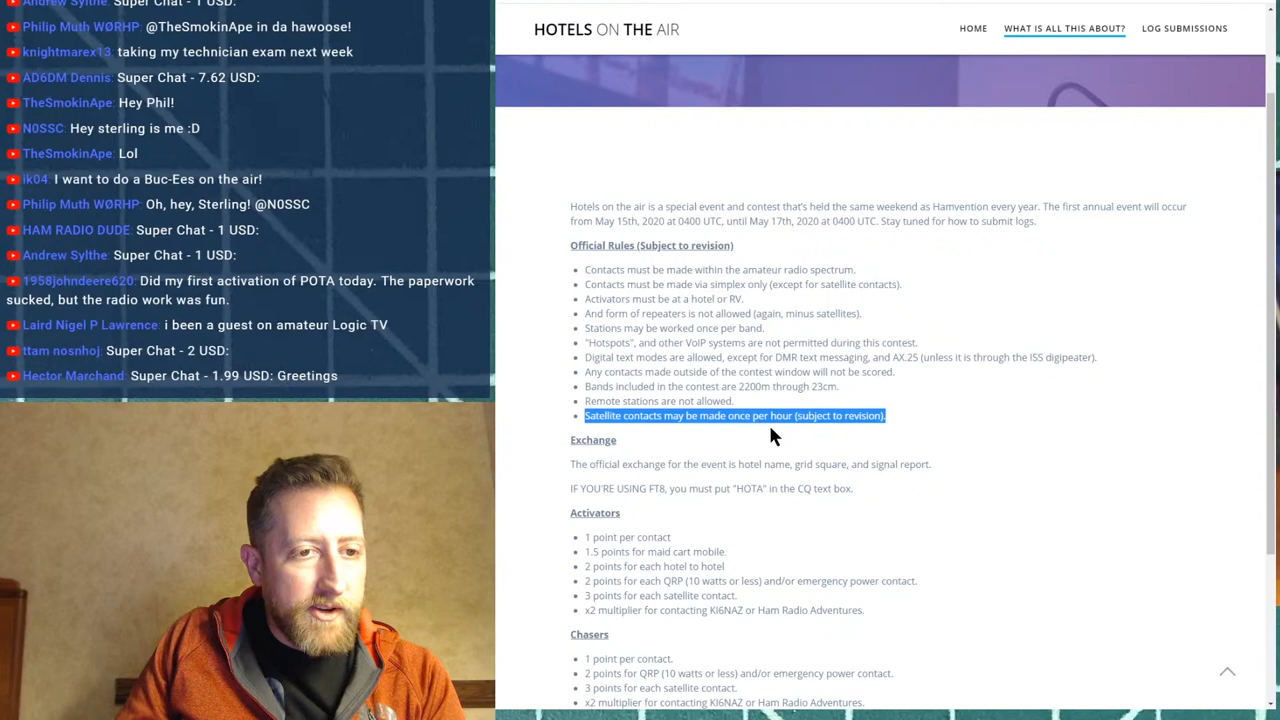 Andrew Sylthe: Super Chat - 1 USD:
Philip Muth WØRHP: @TheSmokinApe in da hawoose!
knightmarex13: taking my technician exam next week
AD6DM Dennis: Super Chat - 7.62 USD:
TheSmokinApe: Hey Phil!
N0SSC: Hey sterling is me :D
TheSmokinApe: Lol
ik04: I want to do a Buc-Ees on the air!
Philip Muth WØRHP: Oh, hey, Sterling! @N0SSC
HAM RADIO DUDE: Super Chat - 1 USD:
Andrew Sylthe: Super Chat - 1 USD:
1958johndeere620: Did my first activation of POTA today. The paperwork
sucked, but the radio work was fun.
Laird Niel P Lawrence: i been a guest on amateur Logic TV
Super Chat - 2 USD:
Hector Marchand: Super Chat - 1.99 USD: Greetings
HOTELS ON THE AIR
HOME
WHAT IS ALL THIS ABOUT?
LOG SUBMISSIONS
Hotels on the air is a special event and contest that's held the same weekend as Hamvention every year. The first annual event will occur
from May 15th, 2020 at 0400 UTC, until May 17th, 2020 at 0400 UTC. Stay tuned for how to submit logs.
Official Rules (Subject to revision)
Contacts must be made within the amateur radio spectrum.
Contacts must be made via simplex only (except for satellite contacts).
Activators must be at a hotel or RV.
And form of repeaters is not allowed (again, minus satellites).
Stations may be worked once per band.
"Hotspots", and other VoIP systems are not permitted during this contest.
Digital text modes are allowed, except for DMR text messaging, and AX.25 (unless it is through the ISS digipeater).
Any contacts made outside of the contest window will not be scored.
Bands included in the contest are 2200m through 23cm.
Remote stations are not allowed.
Satellite contacts may be made once per hour (subject to revision).
Exchange
The official exchange for the event is hotel name, grid square, and signal report.
IF YOU'RE USING FT8, you must put "HOTA" in the CQ text box.
Activators
1 point per contact
1.5 points for maid cart mobile.
2 points for each hotel to hotel
2 points for each QRP (10 watts or less) and/or emergency power contact.
3 points for each satellite contact.
x2 multiplier for contacting KI6NAZ or Ham Radio Adventures.
Chasers
1 point per contact.
2 points for QRP (10 watts or less) and/or emergency power contact.
3 points for each satellite contact.
x2 multiplier for contacting KI6NAZ or Ham Radio Adventures.